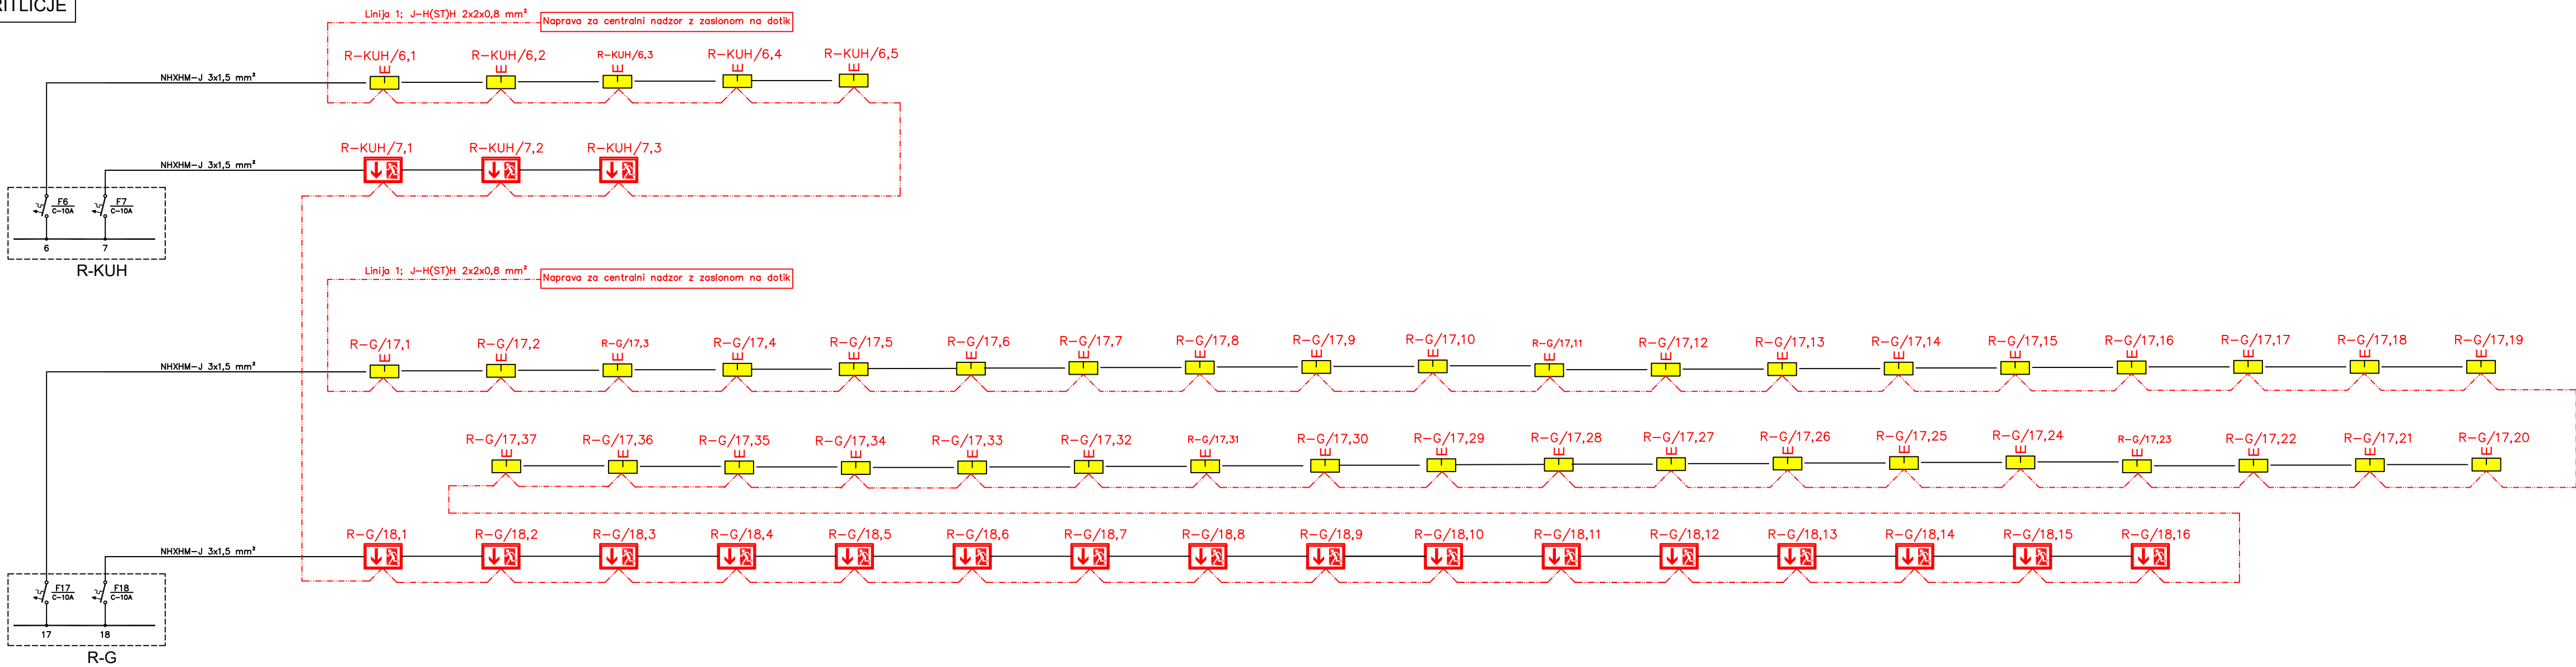 RITLICJE
Linija 1; J-H(ST)H 2x2x0,8 mm²
Naprava za centralni nadzor z zaslonom na dotik
R-KUH/6,1 R-KUH/6,2 R-KUH/6,3 R-KUH/6,4 R-KUH/6,5
NHXHM-J 3x1,5 mm²
R-KUH/7,1 R-KUH/7,2 R-KUH/7,3
NHXHM-J 3x1,5 mm²
F6 F7
C-10A C-10A
6 7
R-KUH
Linija 1; J-H(ST)H 2x2x0,8 mm²
Naprava za centralni nadzor z zaslonom na dotik
R-G/17,1 R-G/17,2 R-G/17,3 R-G/17,4 R-G/17,5 R-G/17,6 R-G/17,7 R-G/17,8 R-G/17,9 R-G/17,10 R-G/17,11 R-G/17,12 R-G/17,13 R-G/17,14 R-G/17,15 R-G/17,16 R-G/17,17 R-G/17,18 R-G/17,19
NHXHM-J 3x1,5 mm²
R-G/17,37 R-G/17,36 R-G/17,35 R-G/17,34 R-G/17,33 R-G/17,32 R-G/17,31 R-G/17,30 R-G/17,29 R-G/17,28 R-G/17,27 R-G/17,26 R-G/17,25 R-G/17,24 R-G/17,23 R-G/17,22 R-G/17,21 R-G/17,20
R-G/18,1 R-G/18,2 R-G/18,3 R-G/18,4 R-G/18,5 R-G/18,6 R-G/18,7 R-G/18,8 R-G/18,9 R-G/18,10 R-G/18,11 R-G/18,12 R-G/18,13 R-G/18,14 R-G/18,15 R-G/18,16
NHXHM-J 3x1,5 mm²
F17 F18
C-10A C-10A
17 18
R-G